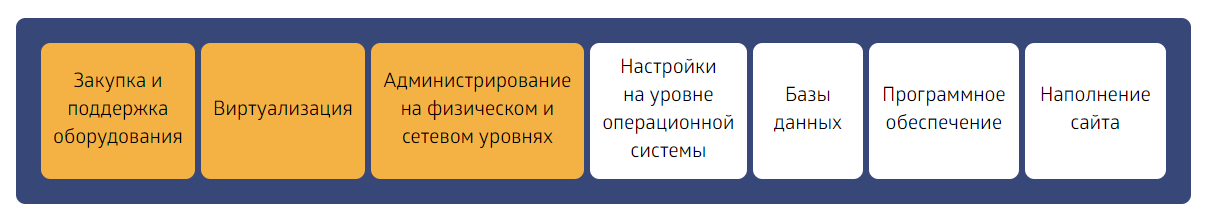 Закупка и
поддержка
оборудования
Виртуализация
Администрирование
на физическом и
сетевом уровнях
Настройки
на уровне
операционной
системы
Базы
данных
Программное
обеспечение
Наполнение
сайта